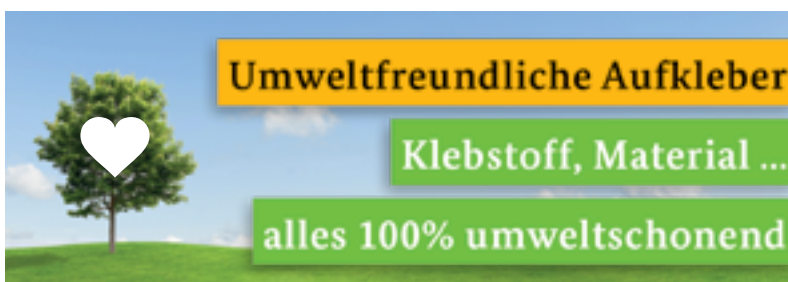 Umweltfreundliche Aufkleber
Klebstoff, Material ...
alles 100% umweltschonend